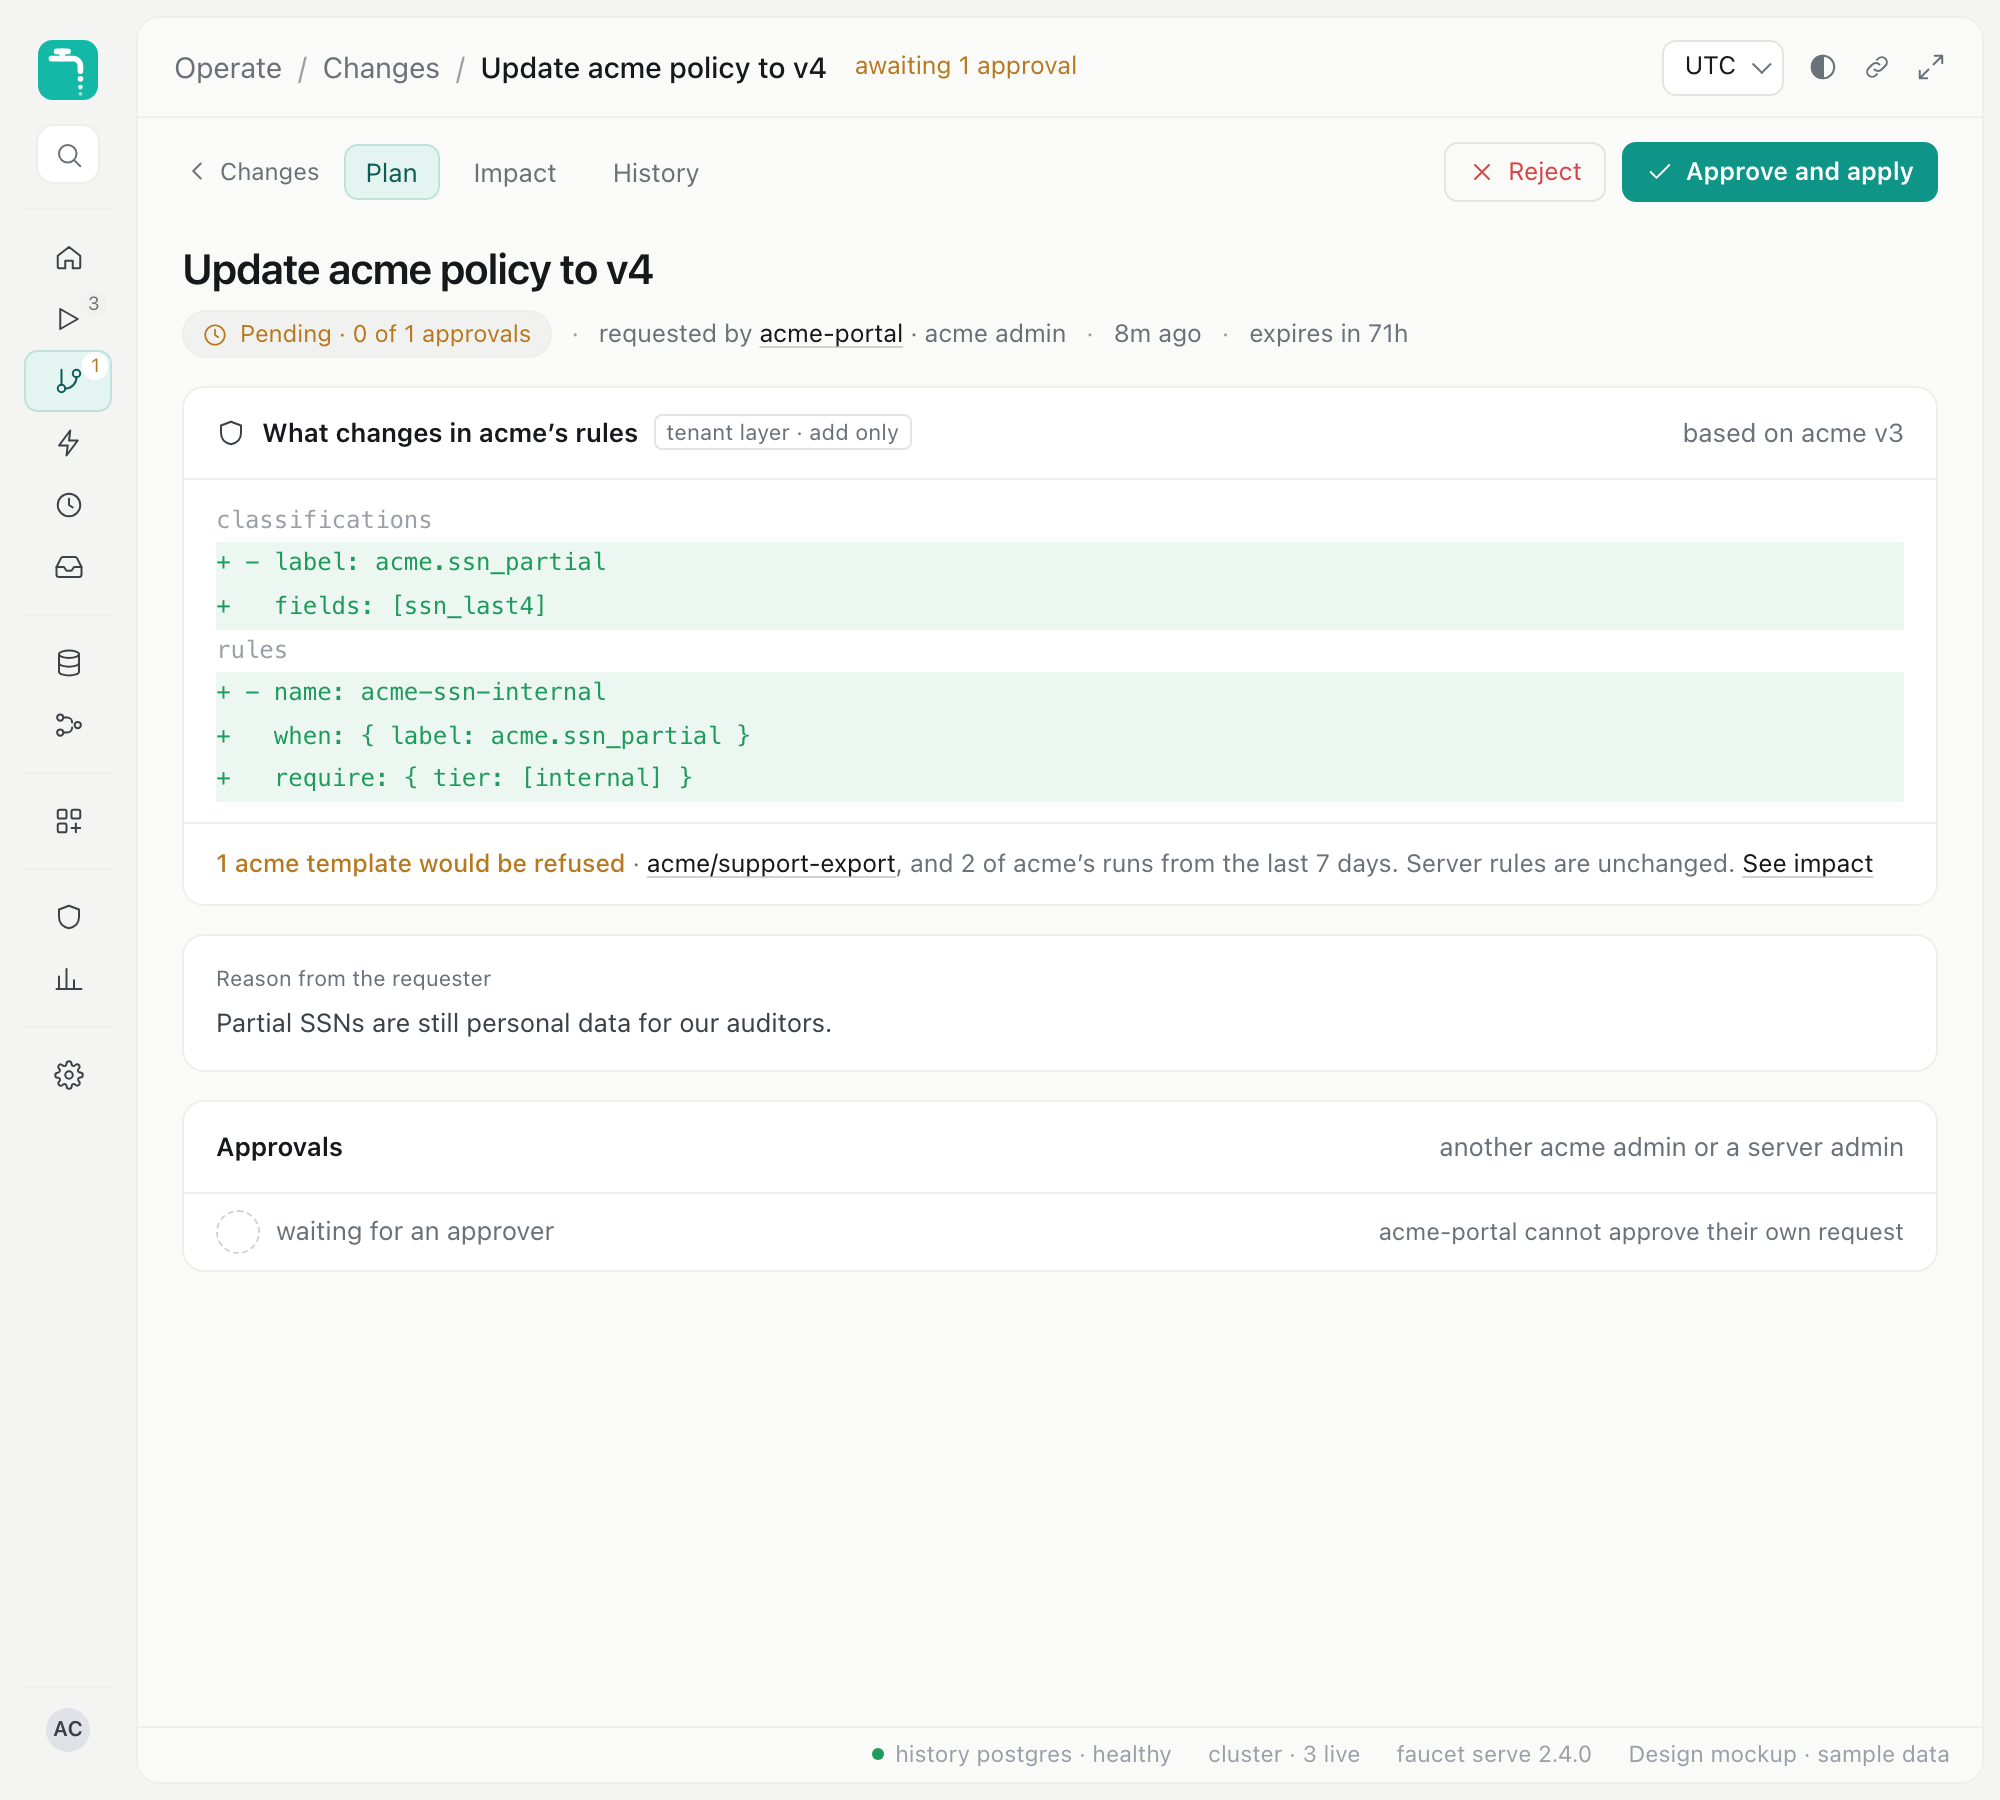 Operate / Changes / Update acme policy to v4 awaiting 1 approval
UTC
Changes Plan Impact History
Reject Approve and apply
3
1
Update acme policy to v4
Pending · 0 of 1 approvals · requested by acme-portal · acme admin · 8m ago · expires in 71h
What changes in acme’s rules tenant layer · add only based on acme v3
classifications
+ - label: acme.ssn_partial
+   fields: [ssn_last4]
rules
+ - name: acme-ssn-internal
+   when: { label: acme.ssn_partial }
+   require: { tier: [internal] }
1 acme template would be refused · acme/support-export, and 2 of acme’s runs from the last 7 days. Server rules are unchanged. See impact
Reason from the requester
Partial SSNs are still personal data for our auditors.
Approvals another acme admin or a server admin
waiting for an approver acme-portal cannot approve their own request
AC
history postgres · healthy cluster · 3 live faucet serve 2.4.0 Design mockup · sample data